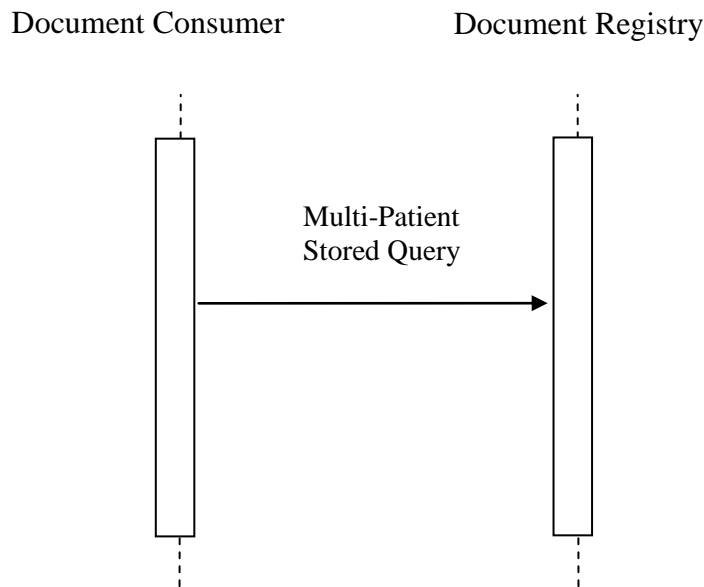 Document Consumer
Document Registry
Multi-Patient
Stored Query